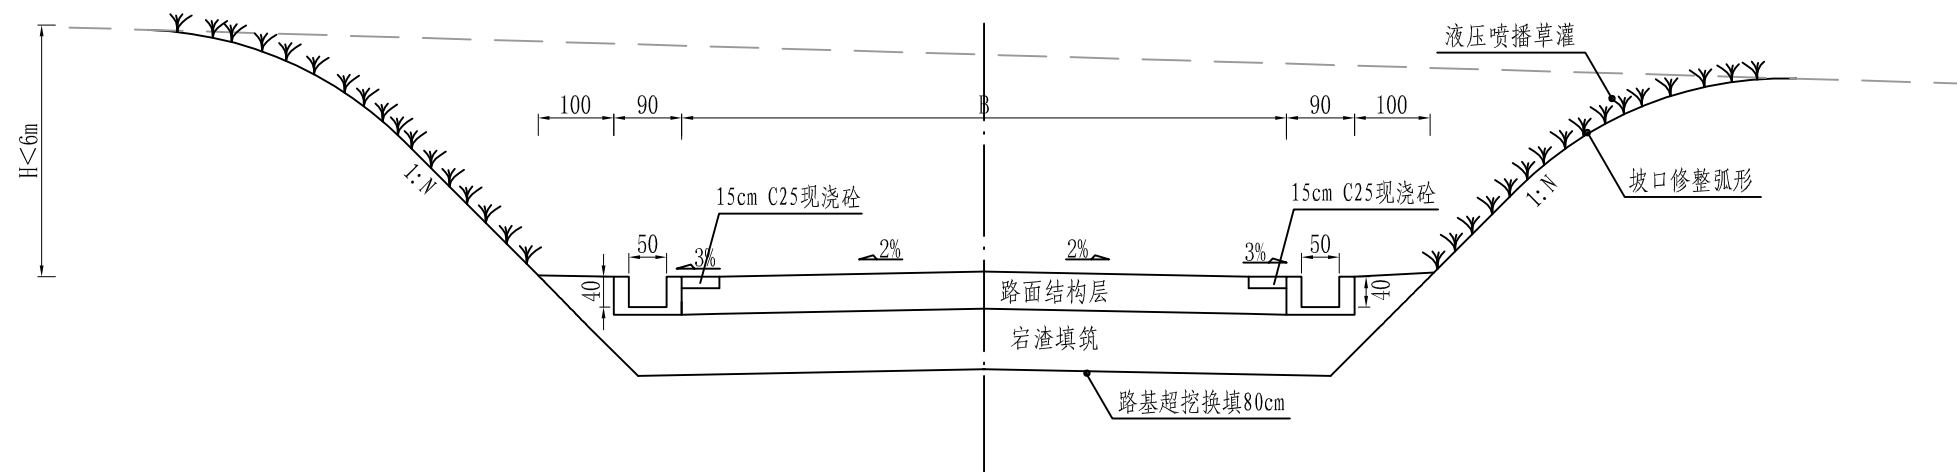 液压喷播草灌
100
90
B
90
100
H<6m
1:N
1:N
坡口修整弧形
15cm C25现浇砼
15cm C25现浇砼
50
3%
2%
2%
3%
50
40
路面结构层
40
宕渣填筑
路基超挖换填80cm